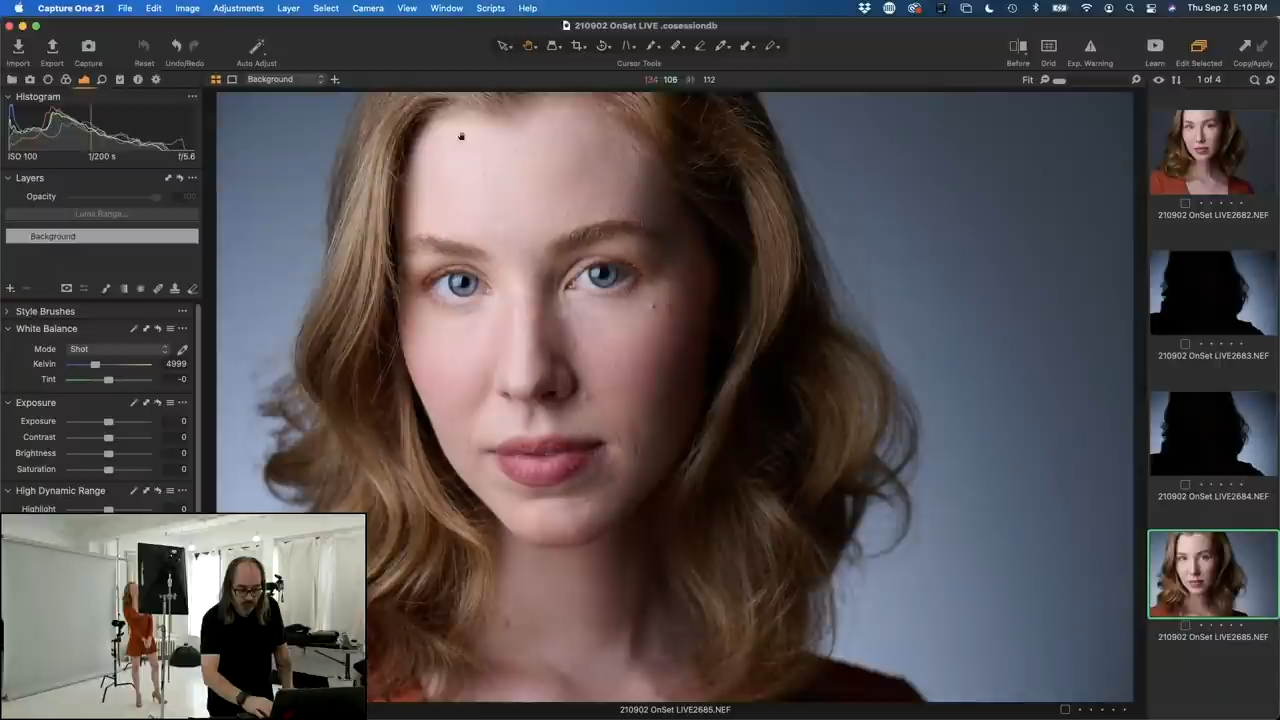 Capture One 21 File Edit Image Adjustments Layer Select Camera View Window Scripts Help Thu Sep 2 5:10 PM
210902 OnSet LIVE .cosessiondb
Import Export Capture Reset Undo/Redo Auto Adjust Cursor Tools Before Grid Exp. Warning Learn Edit Selected Copy/Apply
Background 134 106 91 112 Fit 1 of 4
Histogram
ISO 100 1/200 s f/5.6
Layers
Opacity 100
Luma Range...
Background
Style Brushes
White Balance
Mode Shot
Kelvin 4999
Tint -0
Exposure
Exposure 0
Contrast 0
Brightness 0
Saturation 0
High Dynamic Range
Highlight 0
210902 OnSet LIVE2682.NEF
210902 OnSet LIVE2683.NEF
210902 OnSet LIVE2684.NEF
210902 OnSet LIVE2685.NEF
210902 OnSet LIVE2685.NEF